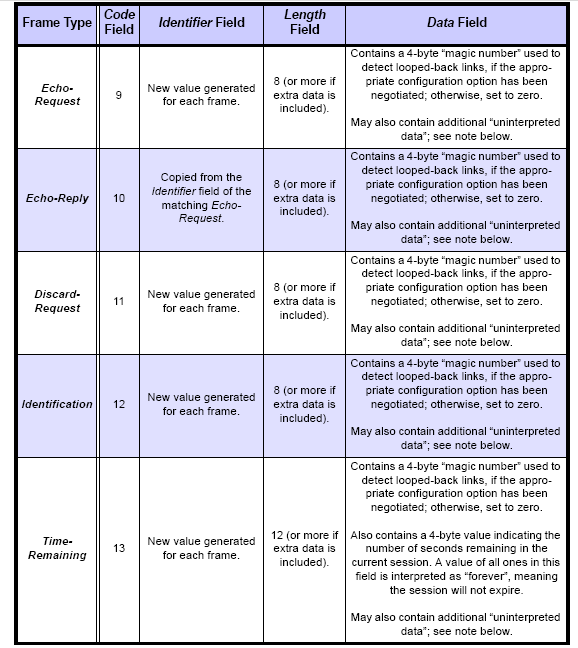 Frame Type
Code
Field
Identifier Field
Length
Field
Data Field
Echo-
Request
9
New value generated
for each frame.
8 (or more if
extra data is
included).
Contains a 4-byte “magic number” used to
detect looped-back links, if the appro-
priate configuration option has been
negotiated; otherwise, set to zero.
May also contain additional “uninterpreted
data”; see note below.
Echo-Reply
10
Copied from the
Identifier field of the
matching Echo-
Request.
8 (or more if
extra data is
included).
Contains a 4-byte “magic number” used to
detect looped-back links, if the appro-
priate configuration option has been
negotiated; otherwise, set to zero.
May also contain additional “uninterpreted
data”; see note below.
Discard-
Request
11
New value generated
for each frame.
8 (or more if
extra data is
included).
Contains a 4-byte “magic number” used to
detect looped-back links, if the appro-
priate configuration option has been
negotiated; otherwise, set to zero.
May also contain additional “uninterpreted
data”; see note below.
Identification
12
New value generated
for each frame.
8 (or more if
extra data is
included).
Contains a 4-byte “magic number” used to
detect looped-back links, if the appro-
priate configuration option has been
negotiated; otherwise, set to zero.
May also contain additional “uninterpreted
data”; see note below.
Time-
Remaining
13
New value generated
for each frame.
12 (or more if
extra data is
included).
Contains a 4-byte “magic number” used to
detect looped-back links, if the appro-
priate configuration option has been
negotiated; otherwise, set to zero.
Also contains a 4-byte value indicating the
number of seconds remaining in the
current session. A value of all ones in this
field is interpreted as “forever”, meaning
the session will not expire.
May also contain additional “uninterpreted
data”; see note below.